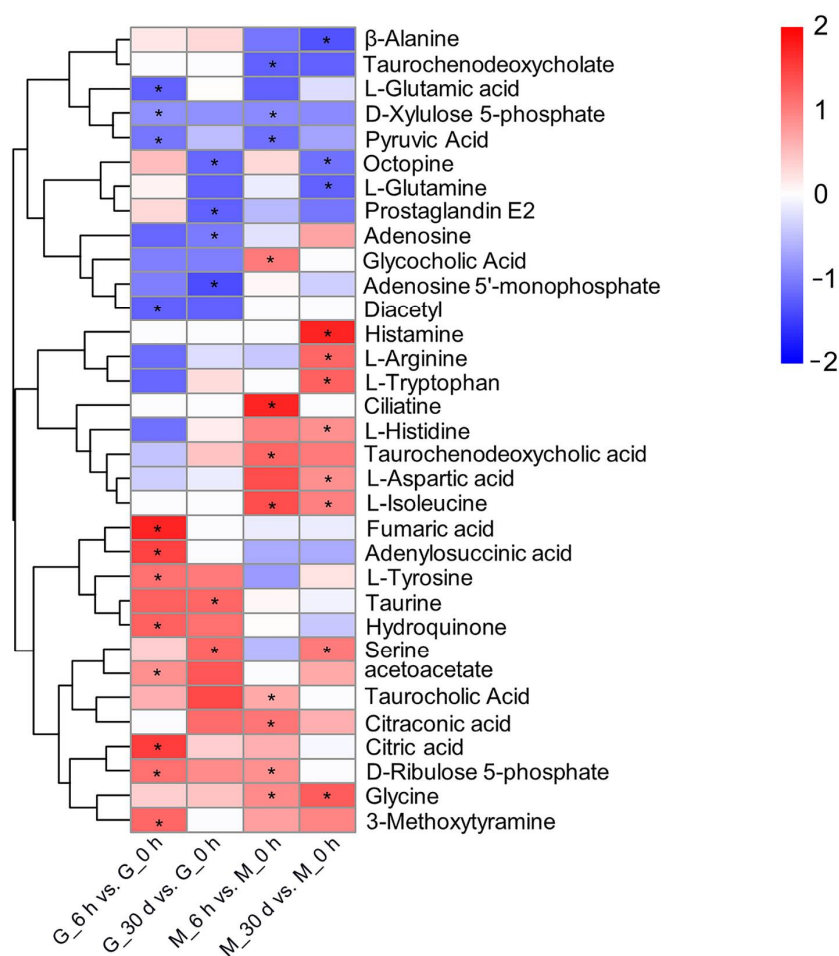 β-Alanine
Taurochenodeoxycholate
L-Glutamic acid
D-Xylulose 5-phosphate
Pyruvic Acid
Octopine
L-Glutamine
Prostaglandin E2
Adenosine
Glycocholic Acid
Adenosine 5'-monophosphate
Diacetyl
Histamine
L-Arginine
L-Tryptophan
Ciliatine
L-Histidine
Taurochenodeoxycholic acid
L-Aspartic acid
L-Isoleucine
Fumaric acid
Adenylosuccinic acid
L-Tyrosine
Taurine
Hydroquinone
Serine
acetoacetate
Taurocholic Acid
Citraconic acid
Citric acid
D-Ribulose 5-phosphate
Glycine
3-Methoxytyramine
G_6 h vs. G_0 h
G_30 d vs. G_0 h
M_6 h vs. M_0 h
M_30 d vs. M_0 h
2
1
0
−1
−2